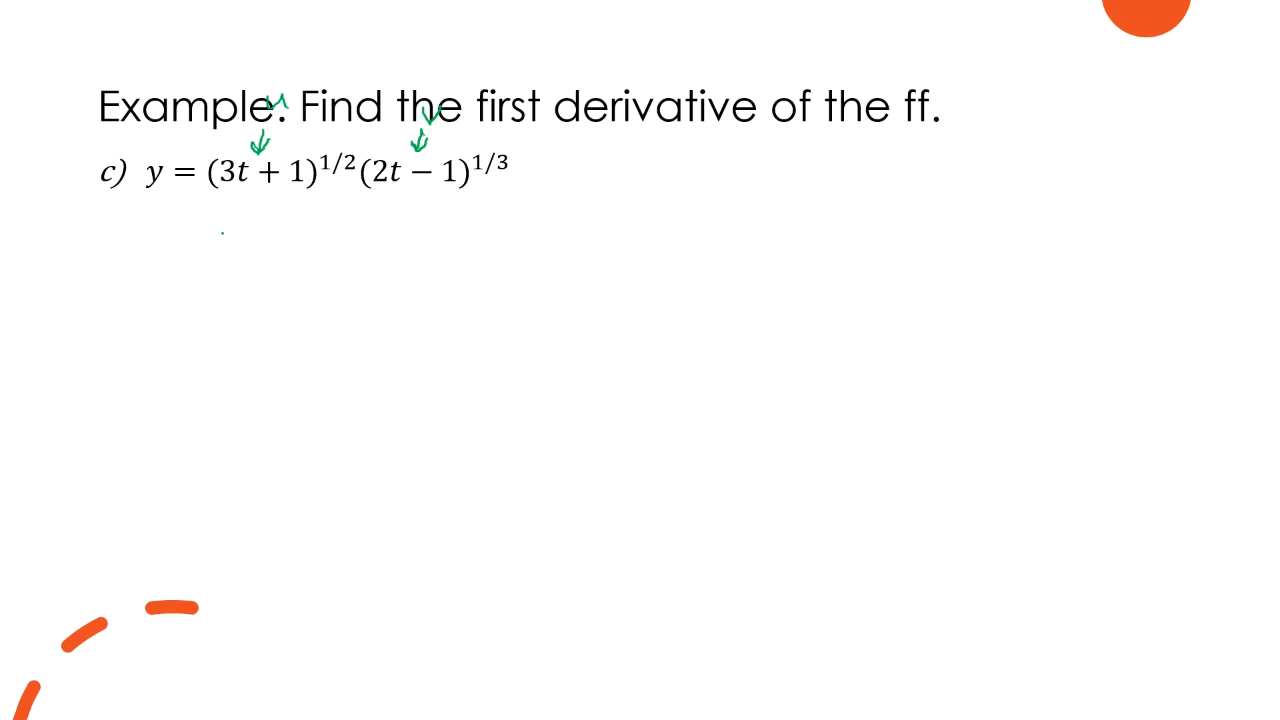 u v
Example: Find the first derivative of the ff.
c) y = (3t + 1)^{1/2}(2t − 1)^{1/3}